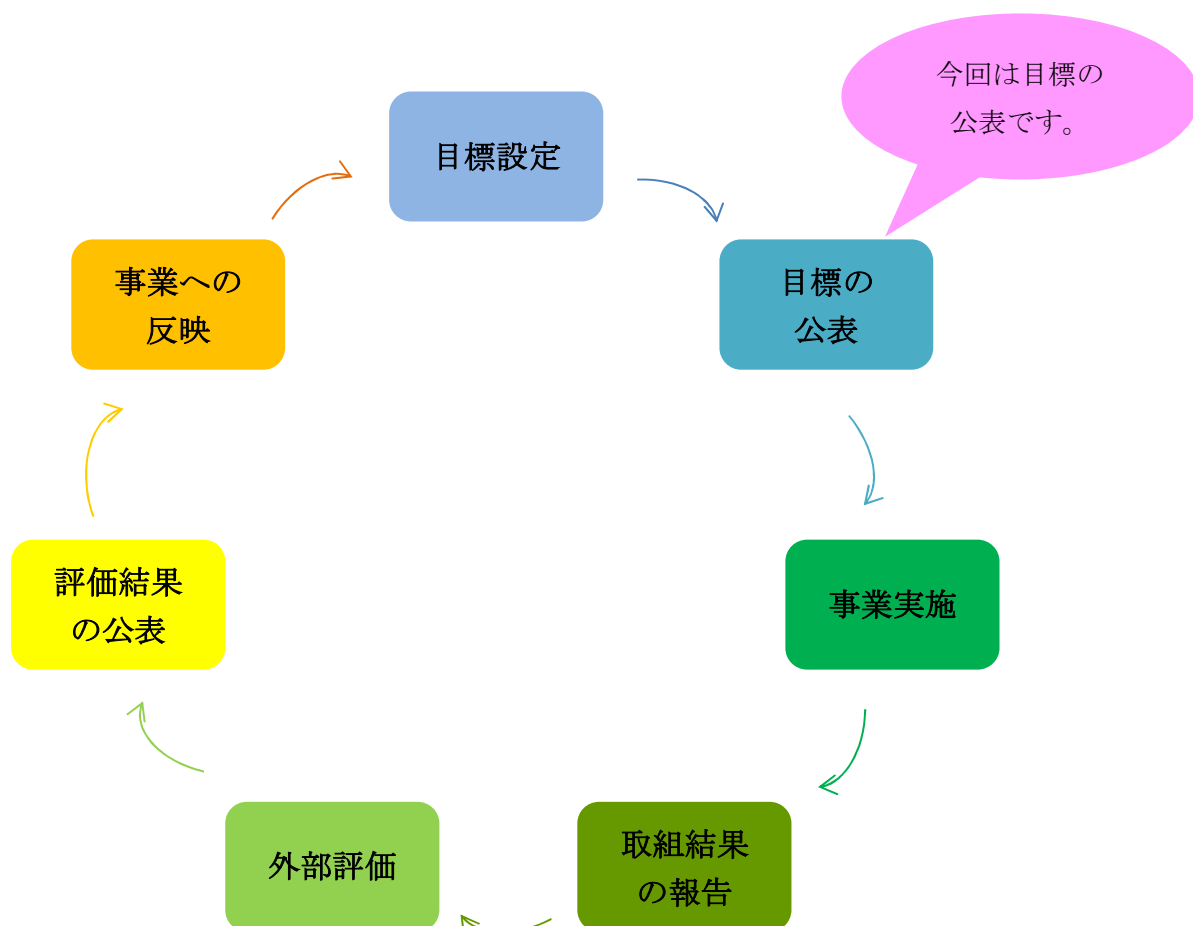 今回は目標の
公表です。
目標設定
目標の
公表
事業への
反映
事業実施
評価結果
の公表
取組結果
の報告
外部評価